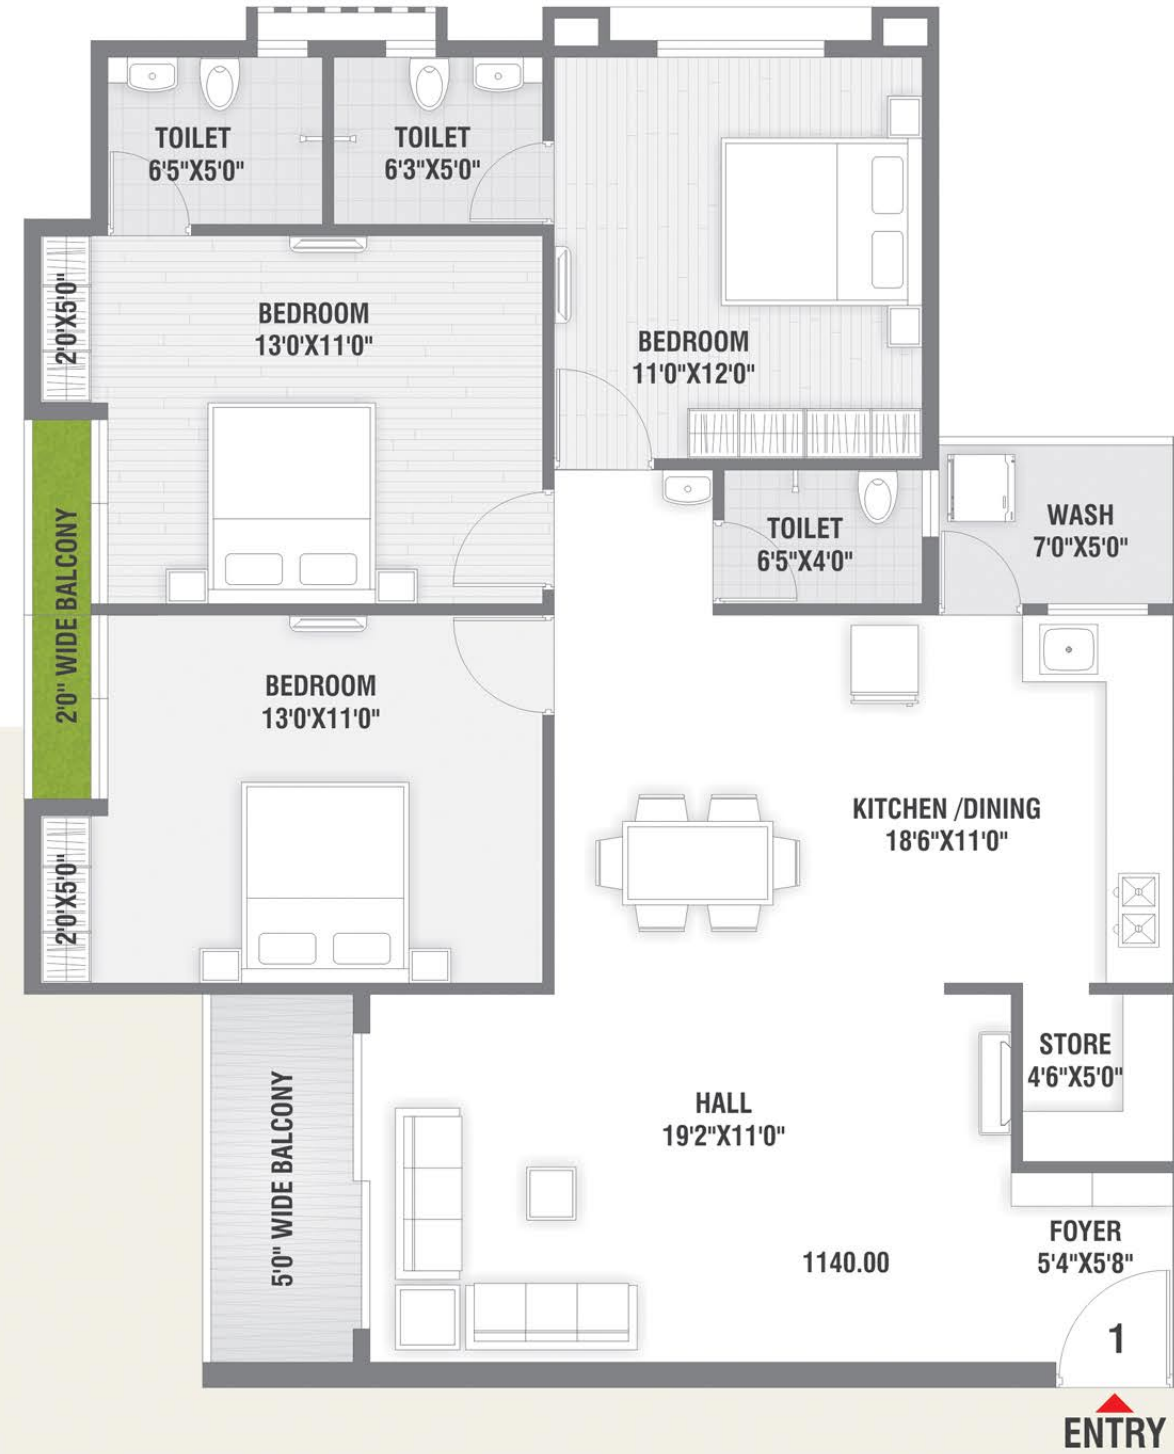 TOILET
6'5"X5'0"
TOILET
6'3"X5'0"
2'0'X5'0"
BEDROOM
13'0'X11'0"
BEDROOM
11'0"X12'0"
2'0" WIDE BALCONY
TOILET
6'5"X4'0"
WASH
7'0"X5'0"
BEDROOM
13'0'X11'0"
KITCHEN /DINING
18'6"X11'0"
2'0'X5'0"
5'0" WIDE BALCONY
HALL
19'2"X11'0"
STORE
4'6"X5'0"
FOYER
5'4"X5'8"
1140.00
1
ENTRY